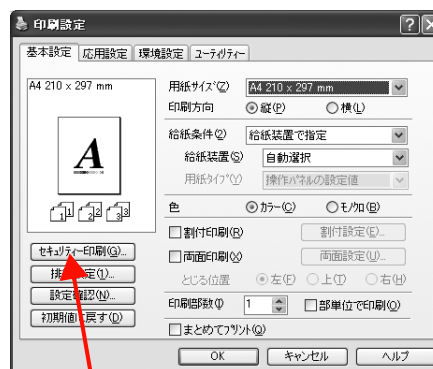 印刷設定
基本設定 応用設定 環境設定 ユーティリティー
A4 210 x 297 mm
A
1 2 3
セキュリティー印刷(G)...
定(1)...
設定確認(N)...
初期値に戻す(D)
用紙サイズ(Z) A4 210 x 297 mm
印刷方向 縦(P) 横(L)
給紙条件(2) 給紙装置で指定
給紙装置(S) 自動選択
用紙タイプ(Y) 操作パネルの設定値
色 カラー(C) モノクロ(B)
割付印刷(R) 割付設定(E)...
両面印刷(X) 両面設定(U)...
とじる位置 左(F) 上(T) 右(H)
印刷部数(I) 1 部単位で印刷(O)
まとめてプリント(Q)
OK キャンセル ヘルプ